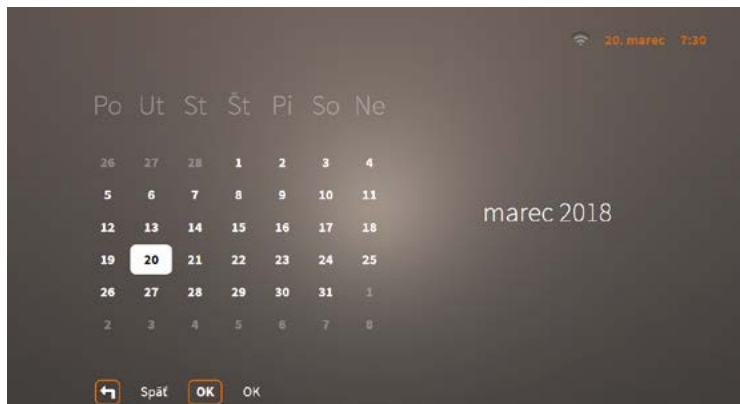 20. marec 7:30
Po Ut St Št Pi So Ne
26 27 28 1 2 3 4
5 6 7 8 9 10 11
12 13 14 15 16 17 18
marec 2018
19 20 21 22 23 24 25
26 27 28 29 30 31 1
2 3 4 5 6 7 8
Späť OK OK